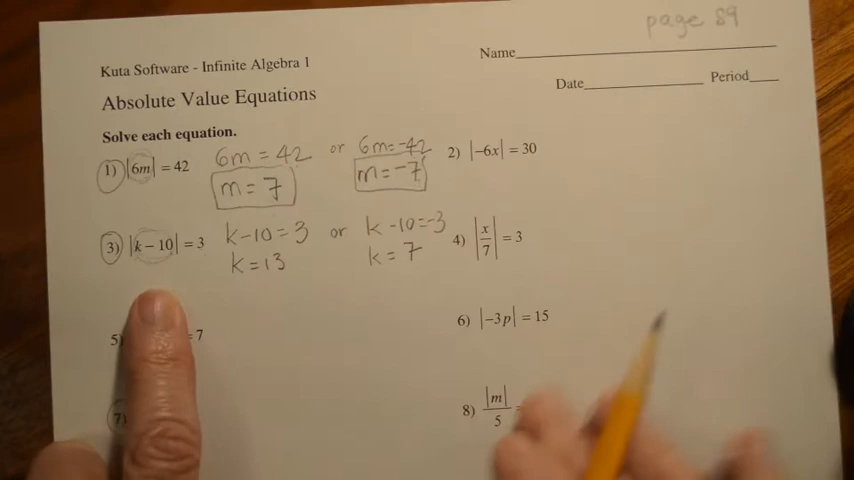 page 89
Kuta Software - Infinite Algebra 1
Name
Absolute Value Equations
Date Period
Solve each equation.
1) |6m| = 42 6m = 42 or 6m = -42
m = 7 m = -7
2) |−6x| = 30
3) |k − 10| = 3 k -10 = 3 or k -10 = -3
k = 13 k = 7
4) |x/7| = 3
5) = 7
6) |−3p| = 15
7)
8) |m|/5 =